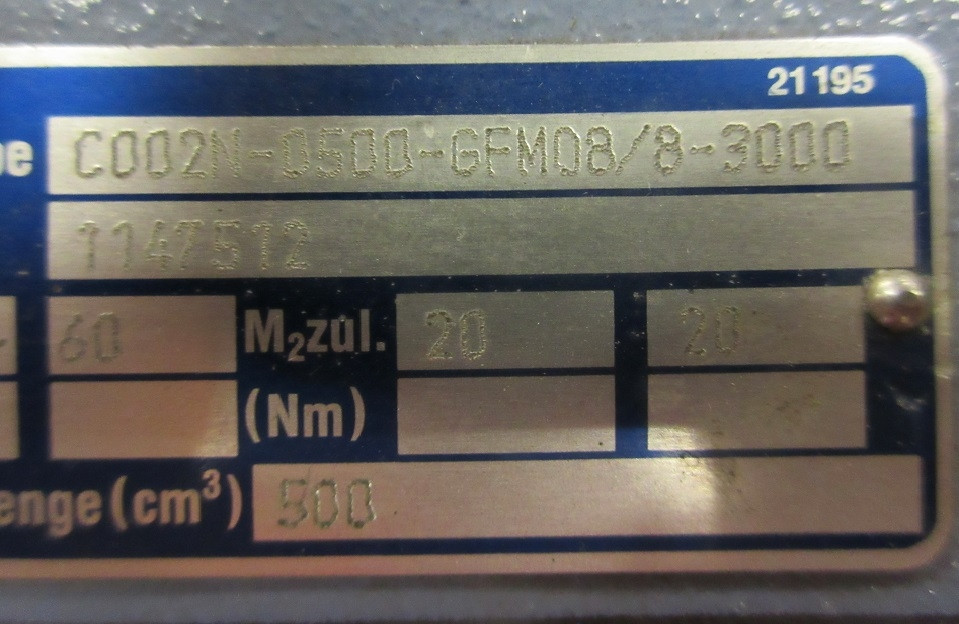 21195
pe C002N-0500-GFM08/8-3000
1147512
60 M₂zul. 20 20
(Nm)
enge (cm³) 500